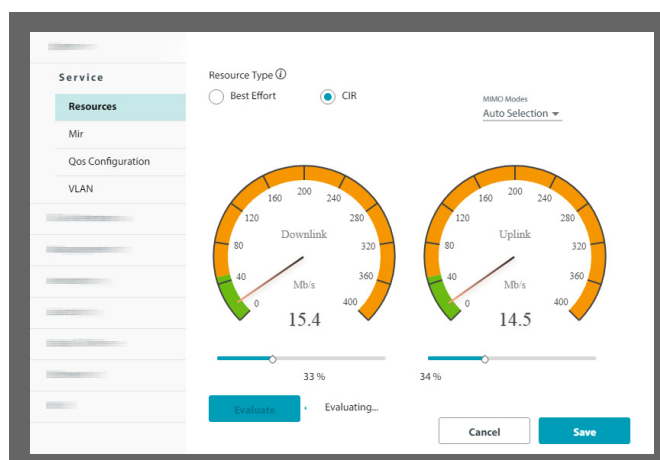 Service
Resources
Mir
Qos Configuration
VLAN
Resource Type
Best Effort
CIR
MIMO Modes
Auto Selection
0
40
80
120
160
200
240
280
320
360
400
Downlink
Mb/s
15.4
0
40
80
120
160
200
240
280
320
360
400
Uplink
Mb/s
14.5
33 %
34 %
Evaluate
Evaluating...
Cancel
Save